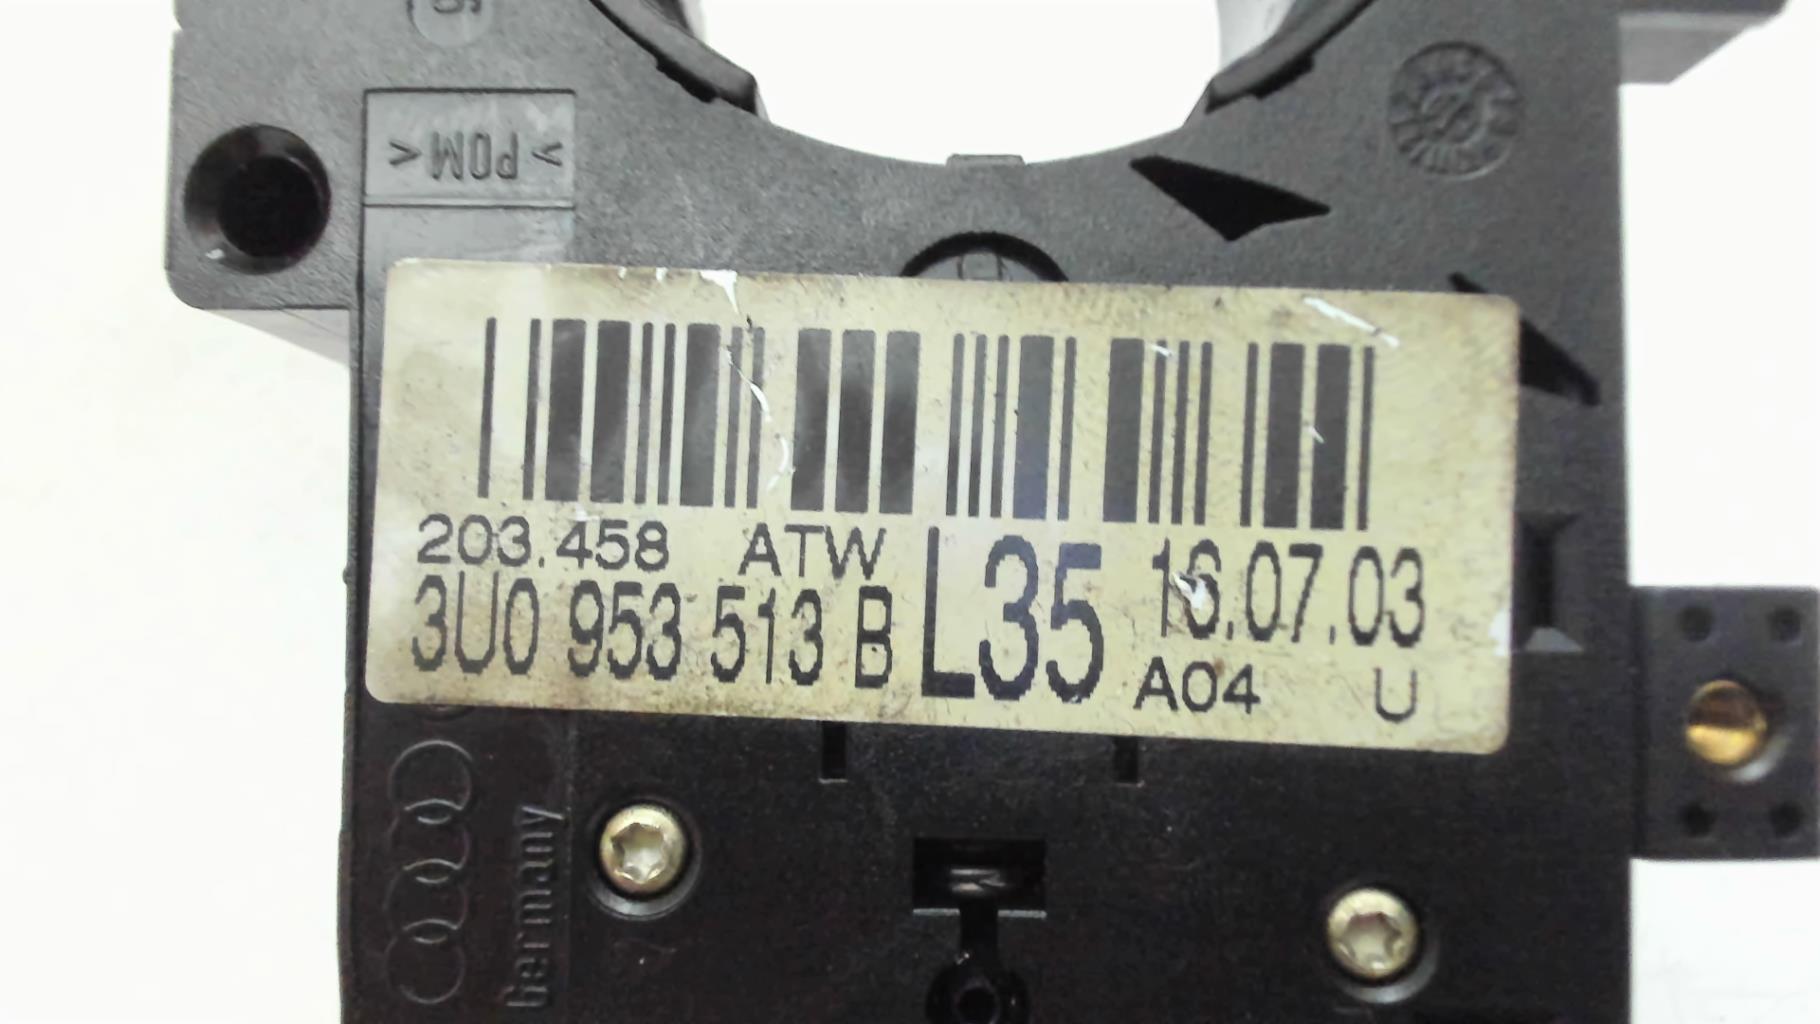 >POM<
203.458 ATW
3U0 953 513 B
L35
16.07.03
A04 U
Germany